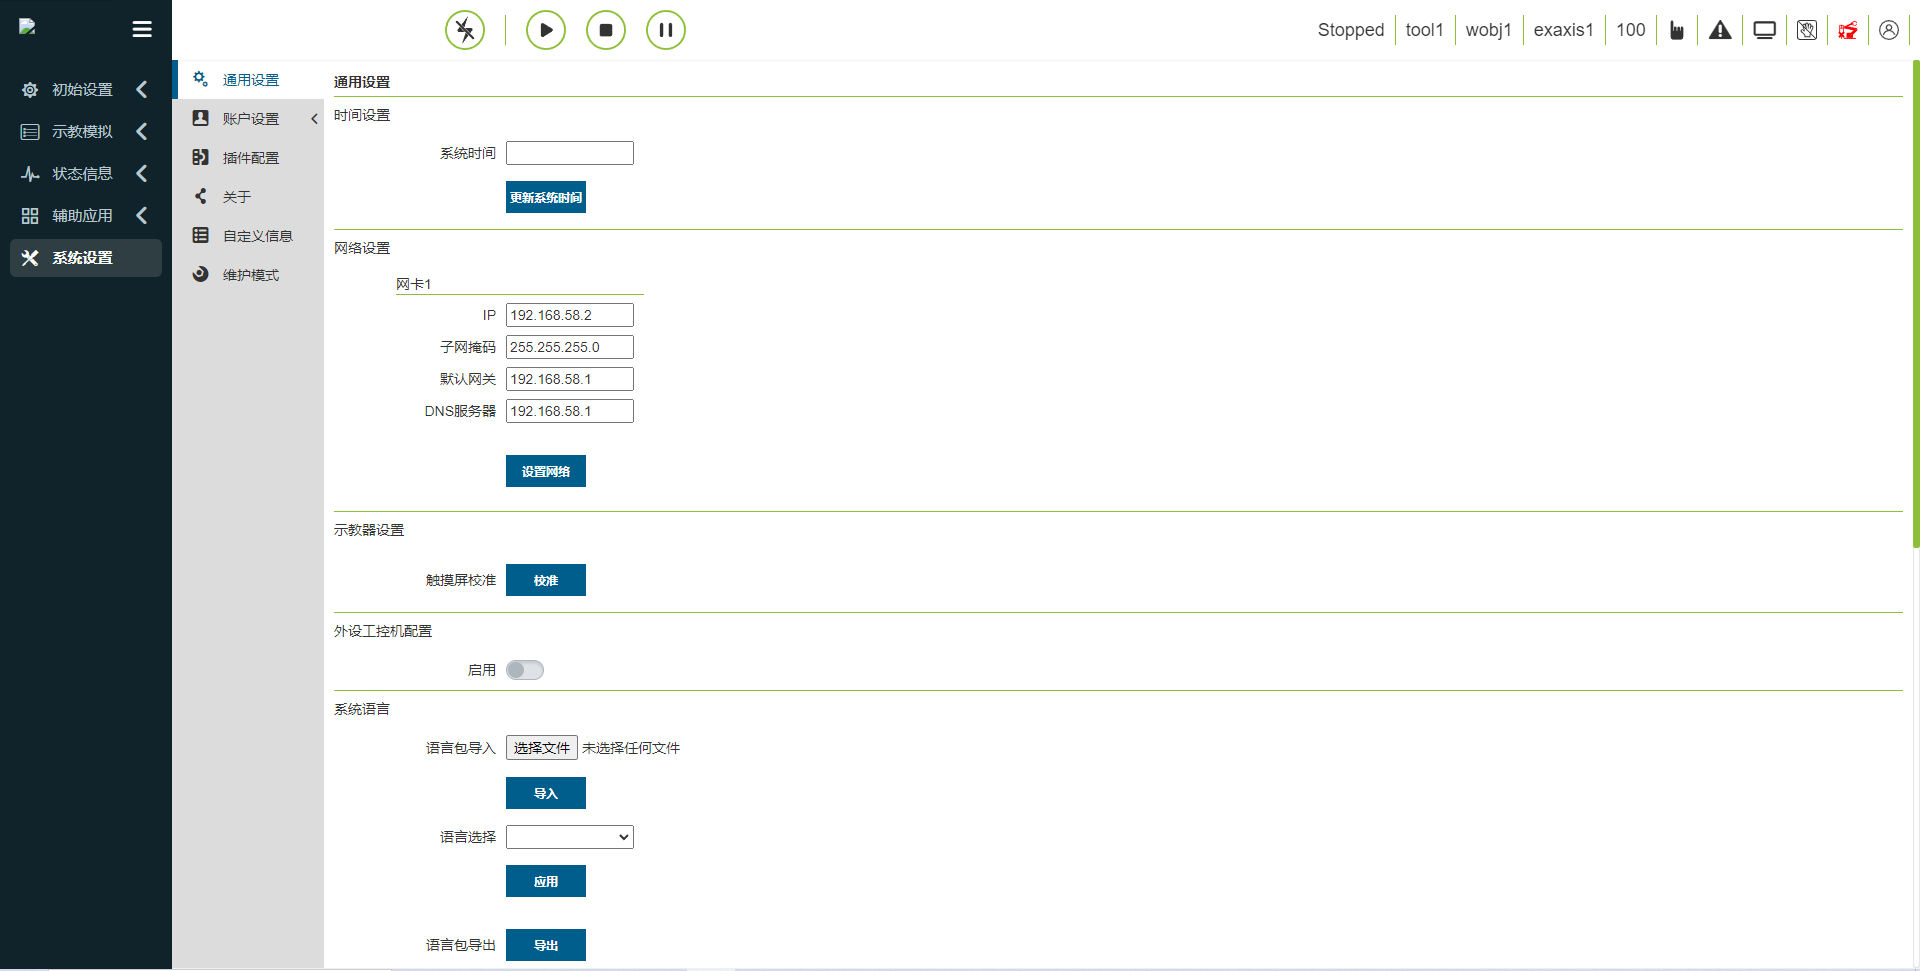 Stopped
tool1
wobj1
exaxis1
100
初始设置
示教模拟
状态信息
辅助应用
系统设置
通用设置
账户设置
插件配置
关于
自定义信息
维护模式
通用设置
时间设置
系统时间
更新系统时间
网络设置
网卡1
IP 192.168.58.2
子网掩码 255.255.255.0
默认网关 192.168.58.1
DNS服务器 192.168.58.1
设置网络
示教器设置
触摸屏校准 校准
外设工控机配置
启用
系统语言
语言包导入 选择文件 未选择任何文件
导入
语言选择
应用
语言包导出 导出